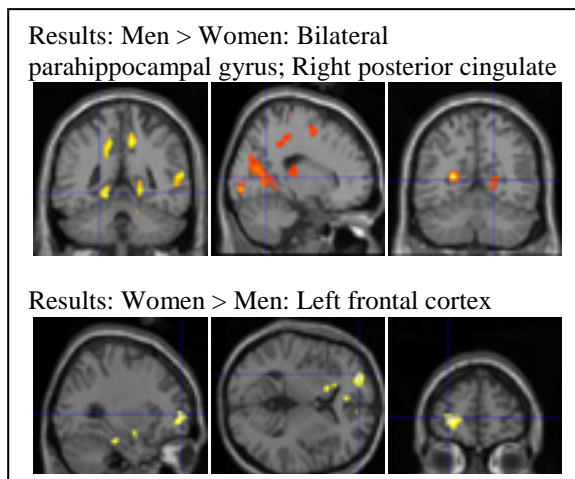 Results: Men > Women: Bilateral
parahippocampal gyrus; Right posterior cingulate
Results: Women > Men: Left frontal cortex